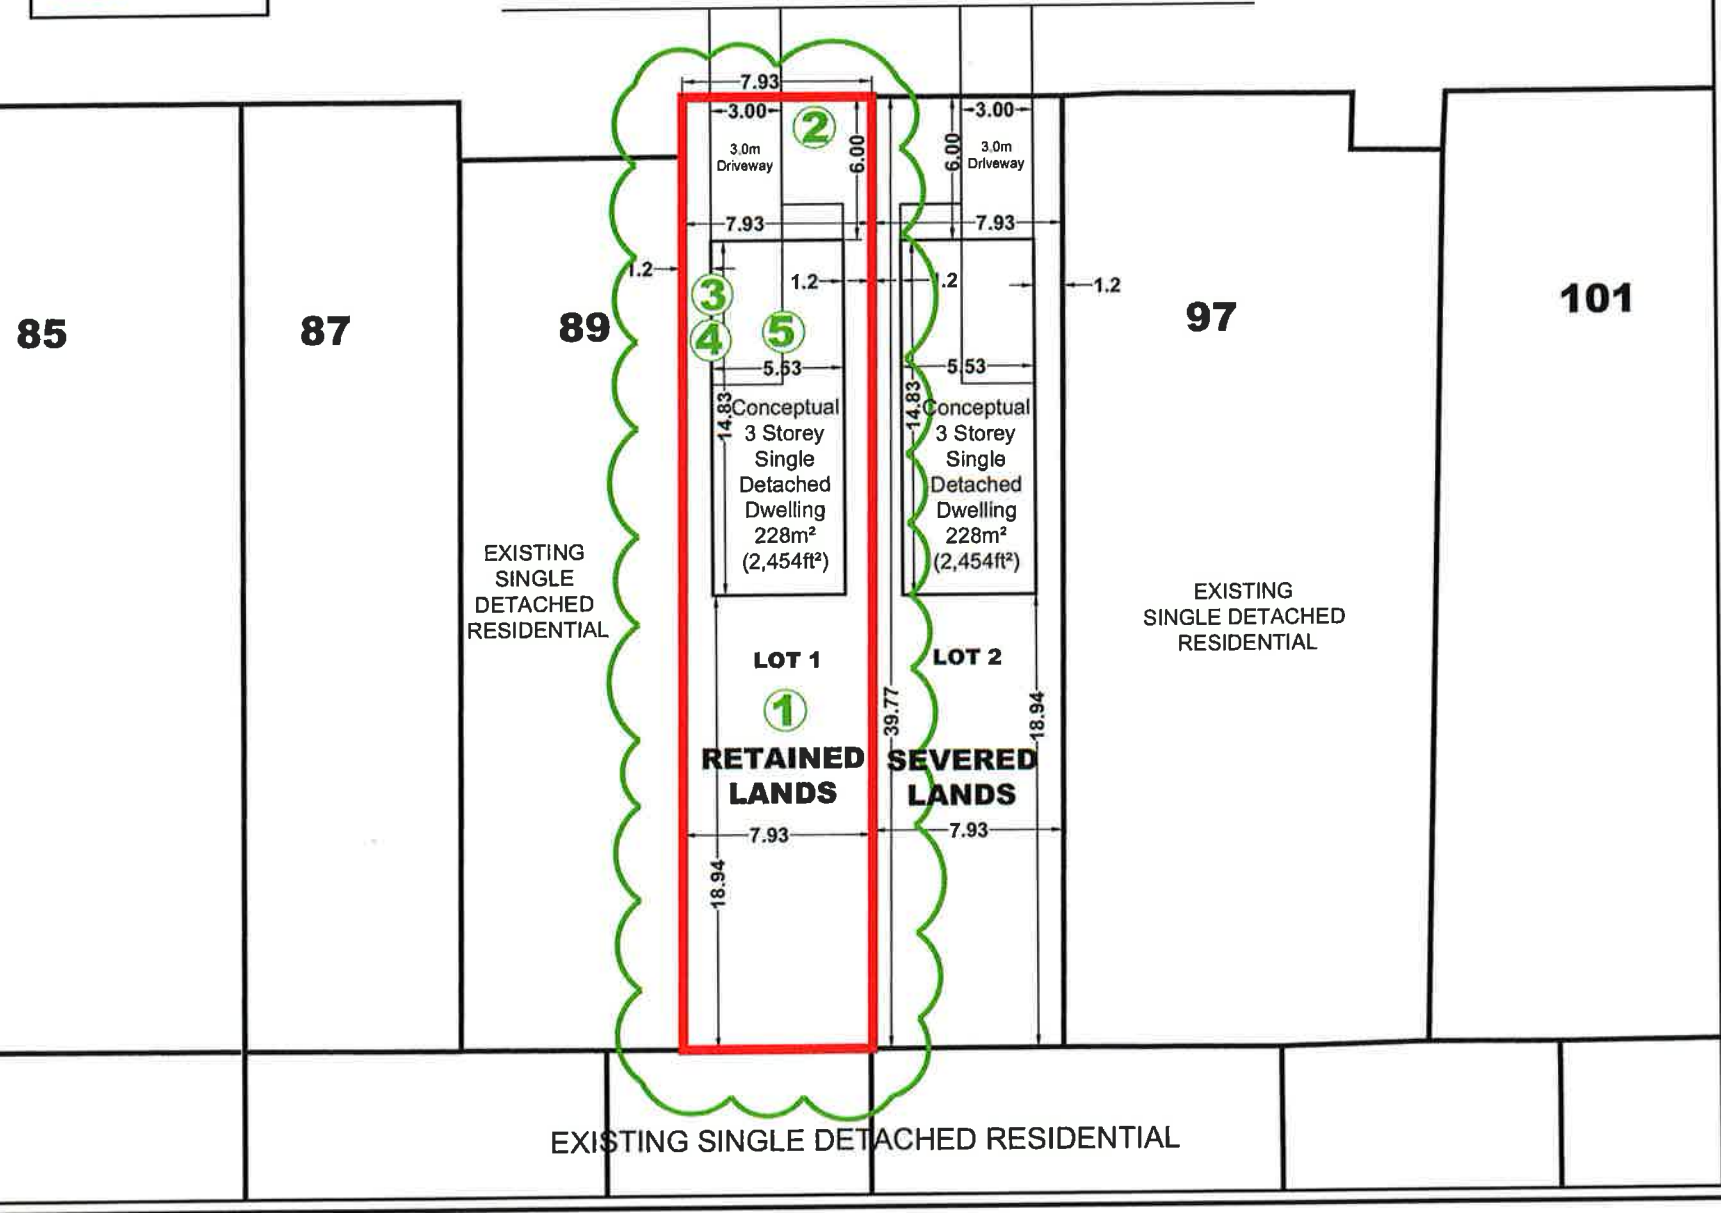 7.93
3.00
2
3.00
3.0m
Driveway
6.00
6.00
3.0m
Driveway
7.93
7.93
1.2
1.2
1.2
1.2
3
4
5
85
87
89
97
101
5.53
5.53
14.83
14.83
Conceptual
3 Storey
Single
Detached
Dwelling
228m²
(2,454ft²)
Conceptual
3 Storey
Single
Detached
Dwelling
228m²
(2,454ft²)
EXISTING
SINGLE
DETACHED
RESIDENTIAL
EXISTING
SINGLE DETACHED
RESIDENTIAL
LOT 1
LOT 2
1
39.77
18.94
RETAINED
LANDS
SEVERED
LANDS
7.93
7.93
18.94
EXISTING SINGLE DETACHED RESIDENTIAL